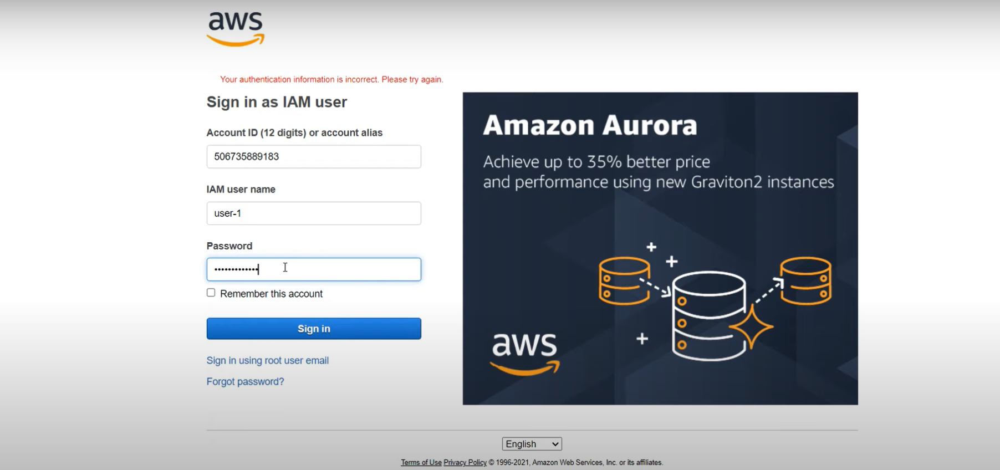 aws
Your authentication information is incorrect. Please try again.
Sign in as IAM user
Account ID (12 digits) or account alias
506735889183
IAM user name
user-1
Password
•••••••••••••
Remember this account
Sign in
Sign in using root user email
Forgot password?
Amazon Aurora
Achieve up to 35% better price
and performance using new Graviton2 instances
aws
English
Terms of Use Privacy Policy © 1996-2021, Amazon Web Services, Inc. or its affiliates.